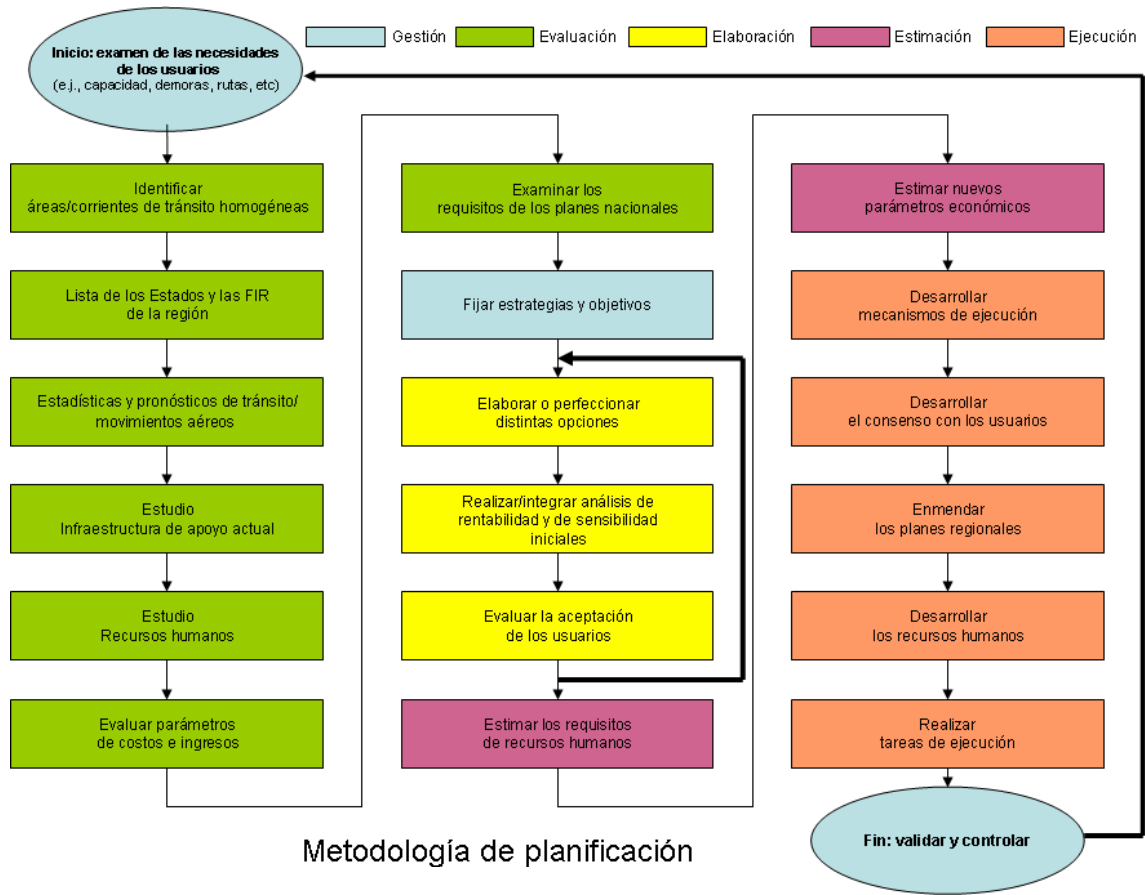 Inicio: examen de las necesidades
de los usuarios
(e.j., capacidad, demoras, rutas, etc)
Gestión
Evaluación
Elaboración
Estimación
Ejecución
Identificar
áreas/corrientes de tránsito homogéneas
Lista de los Estados y las FIR
de la región
Estadísticas y pronósticos de tránsito/
movimientos aéreos
Estudio
Infraestructura de apoyo actual
Estudio
Recursos humanos
Evaluar parámetros
de costos e ingresos
Examinar los
requisitos de los planes nacionales
Fijar estrategias y objetivos
Elaborar o perfeccionar
distintas opciones
Realizar/integrar análisis de
rentabilidad y de sensibilidad
iniciales
Evaluar la aceptación
de los usuarios
Estimar los requisitos
de recursos humanos
Estimar nuevos
parámetros económicos
Desarrollar
mecanismos de ejecución
Desarrollar
el consenso con los usuarios
Enmendar
los planes regionales
Desarrollar
los recursos humanos
Realizar
tareas de ejecución
Fin: validar y controlar
Metodología de planificación